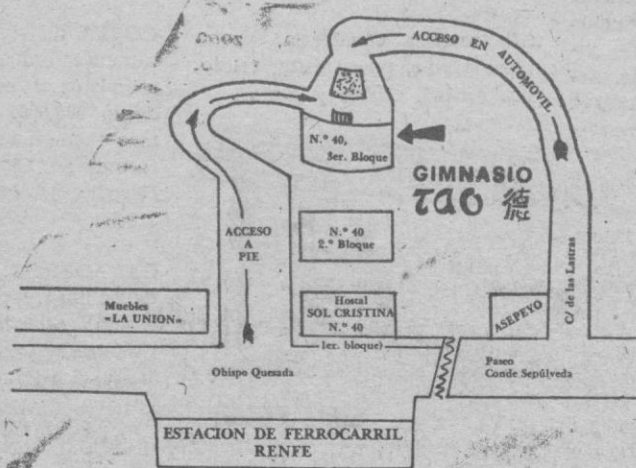 ACCESO EN AUTOMOVIL
N.º 40,
3er. Bloque
GIMNASIO
TAO 德
ACCESO
A
PIE
N.º 40
2.º Bloque
Muebles
«LA UNION»
Hostal
SOL CRISTINA
N.º 40
1er. bloque)
ASEPEYO
C/ de las Lastras
Obispo Quesada
Paseo
Conde Sepúlveda
ESTACION DE FERROCARRIL
RENFE